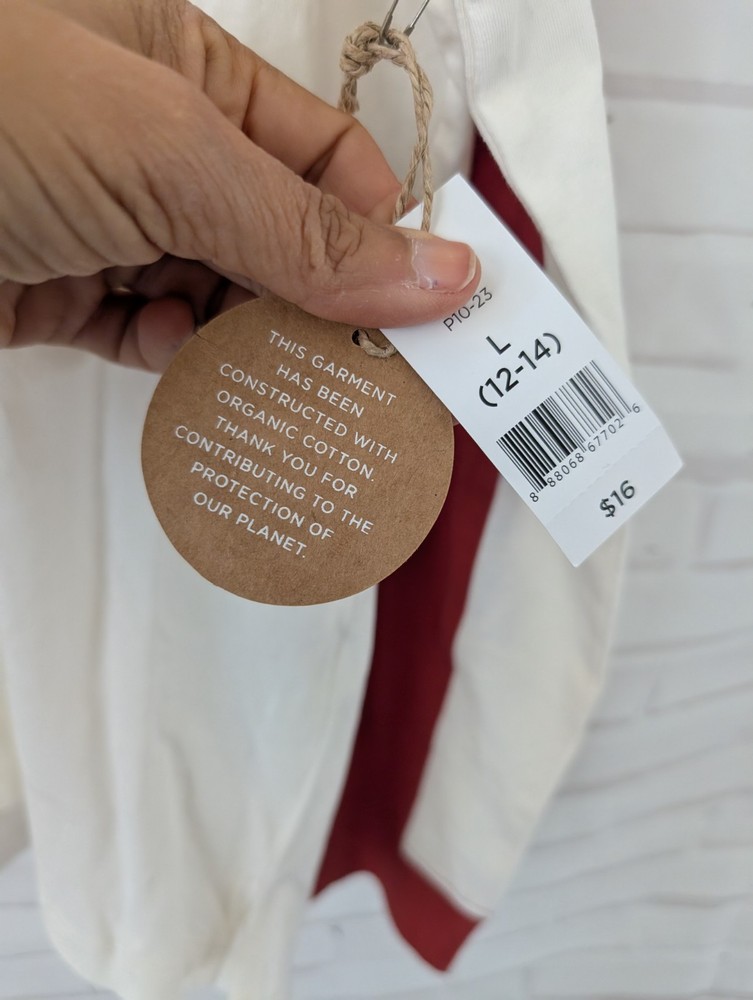 THIS GARMENT
HAS BEEN
CONSTRUCTED WITH
ORGANIC COTTON.
THANK YOU FOR
CONTRIBUTING TO THE
PROTECTION OF
OUR PLANET.
P10-23
L
(12-14)
8 88068 67702 6
$16